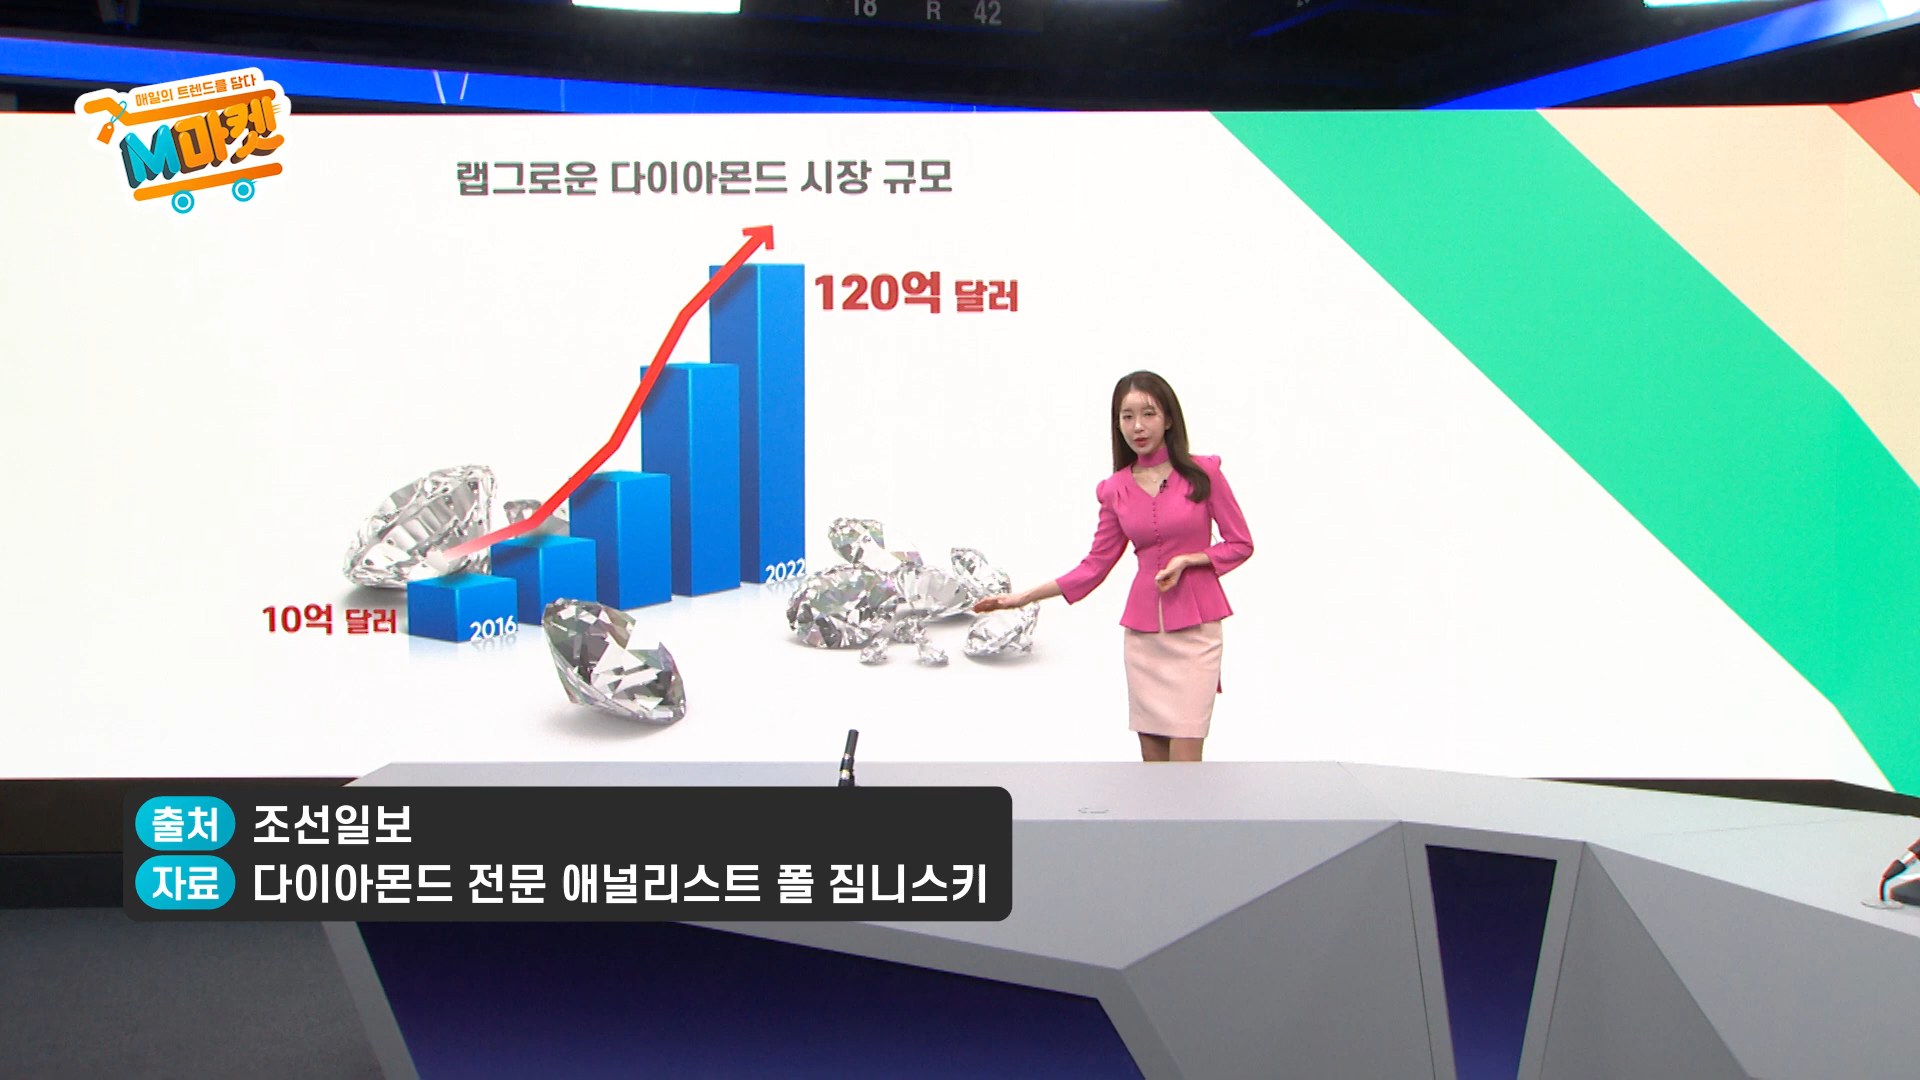 18 R 42
매일의 트렌드를 담다
M마켓
랩그로운 다이아몬드 시장 규모
120억 달러
2022
10억 달러
2016
출처 조선일보
자료 다이아몬드 전문 애널리스트 폴 짐니스키